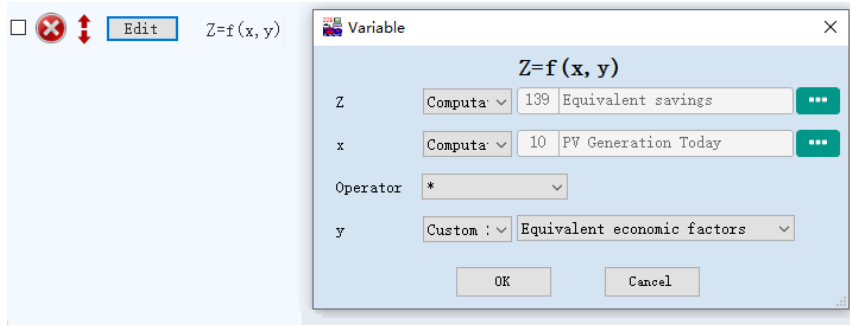 Edit Z=f(x, y)
Variable
Z=f(x, y)
Z Computa 139 Equivalent savings
x Computa 10 PV Generation Today
Operator *
y Custom : Equivalent economic factors
OK Cancel